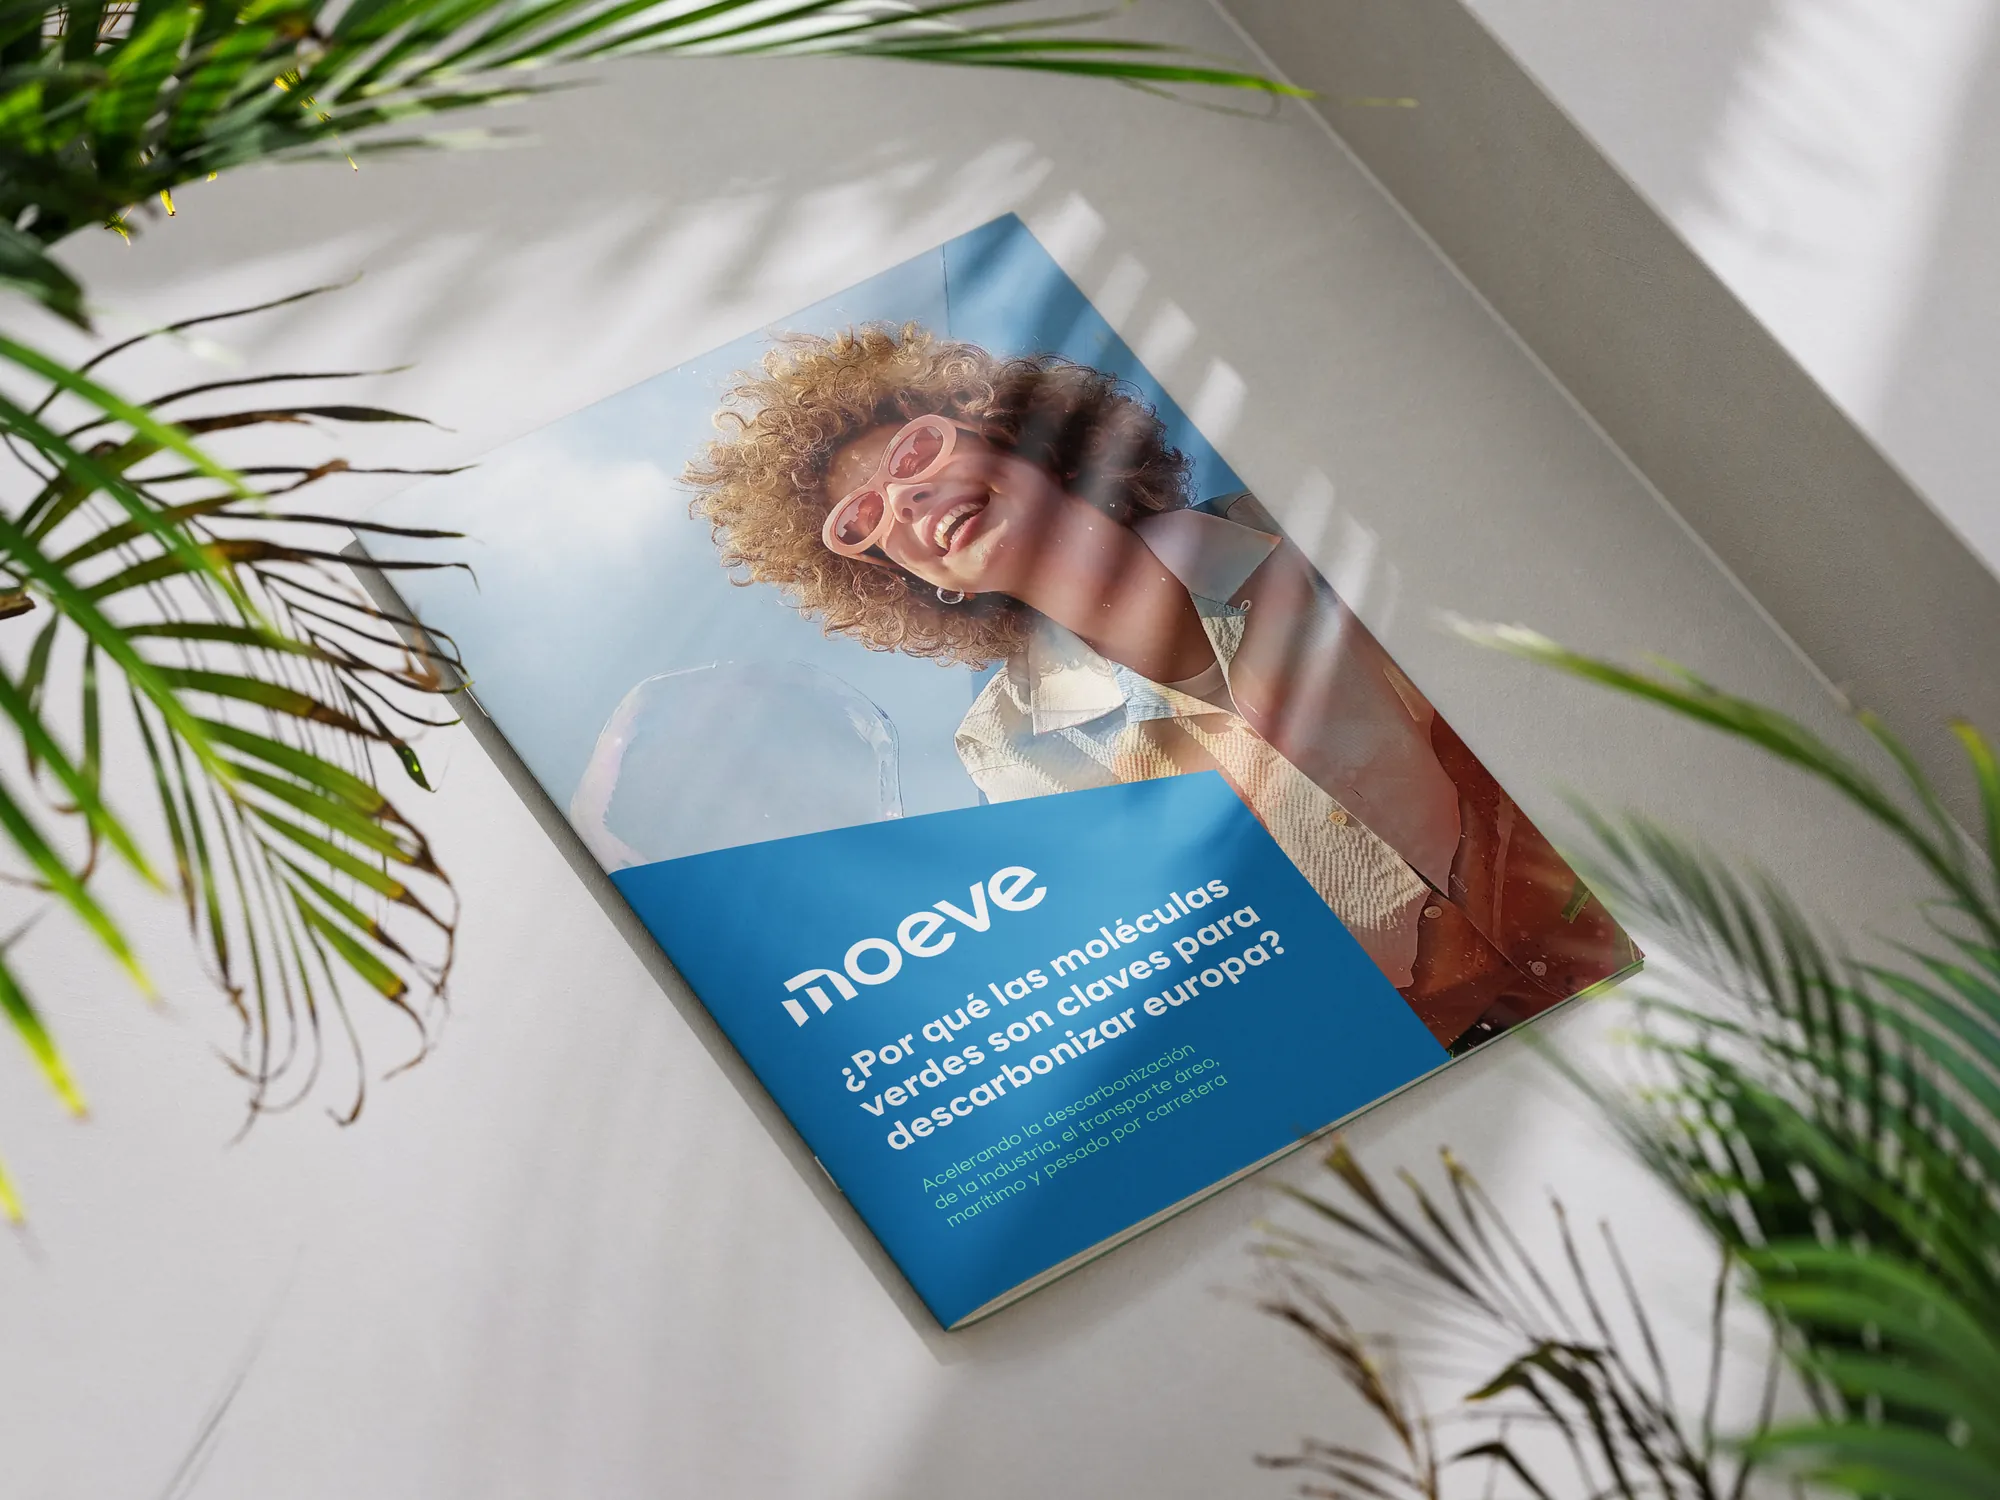 moeve
¿Por qué las moléculas
verdes son claves para
descarbonizar europa?
Acelerando la descarbonización
de la industria, el transporte áreo,
marítimo y pesado por carretera